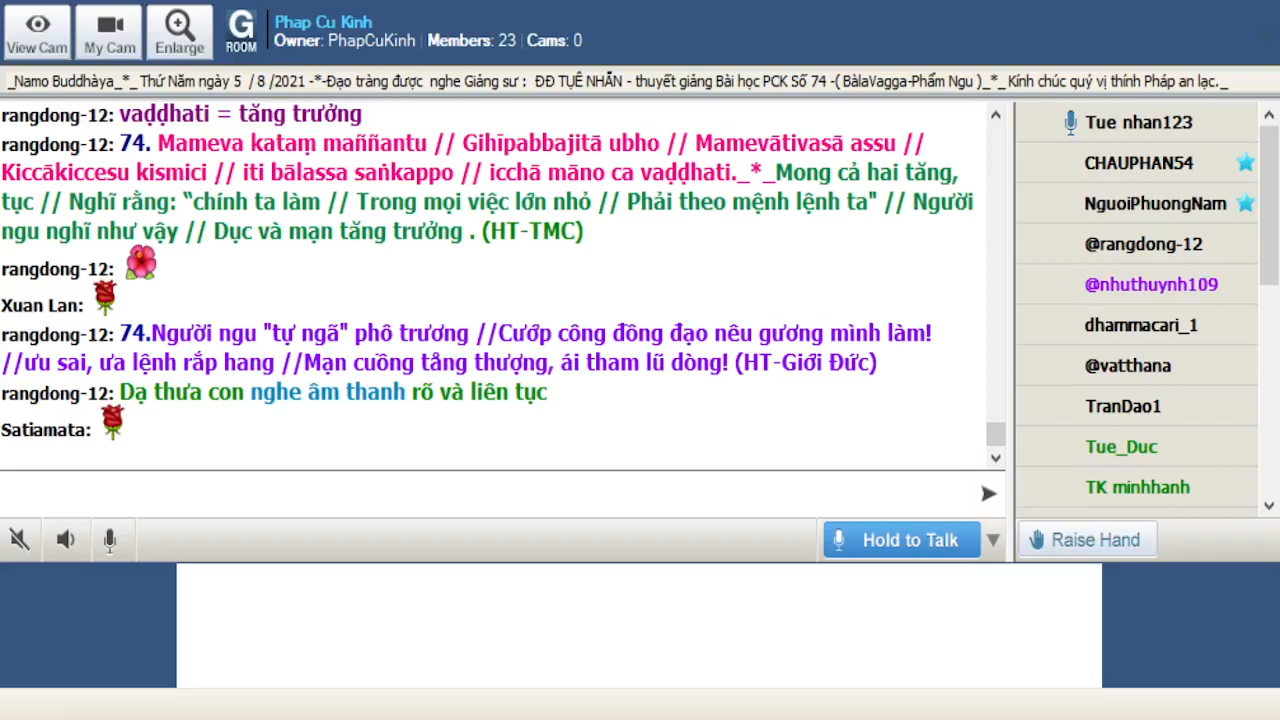 View Cam
My Cam
Enlarge
G
ROOM
Phap Cu Kinh
Owner: PhapCuKinh | Members: 23 | Cams: 0
_Namo Buddhàya_*_ Thứ Năm ngày 5 / 8 /2021 -*-Đạo tràng được nghe Giảng sư : ĐĐ TUỆ NHẪN - thuyết giảng Bài học PCK Số 74 -( BàlaVagga-Phẩm Ngu )_*_ Kính chúc quý vị thính Pháp an lạc._
rangdong-12: vaḍḍhati = tăng trưởng
rangdong-12: 74. Mameva kataṃ maññantu // Gihīpabbajitā ubho // Mamevātivasā assu //
Kiccākiccesu kismici // iti bālassa saṅkappo // icchā māno ca vaḍḍhati._*_Mong cả hai tăng,
tục // Nghĩ rằng: “chính ta làm // Trong mọi việc lớn nhỏ // Phải theo mệnh lệnh ta" // Người
ngu nghĩ như vậy // Dục và mạn tăng trưởng . (HT-TMC)
rangdong-12:
Xuan Lan:
rangdong-12: 74.Người ngu "tự ngã" phô trương //Cướp công đồng đạo nêu gương mình làm!
//ưu sai, ưa lệnh rắp hang //Mạn cuồng tâng thượng, ái tham lũ dòng! (HT-Giới Đức)
rangdong-12: Dạ thưa con nghe âm thanh rõ và liên tục
Satiamata:
Hold to Talk
Tue nhan123
CHAUPHAN54
NguoiPhuongNam
@rangdong-12
@nhuthuynh109
dhammacari_1
@vatthana
TranDao1
Tue_Duc
TK minhhanh
Raise Hand